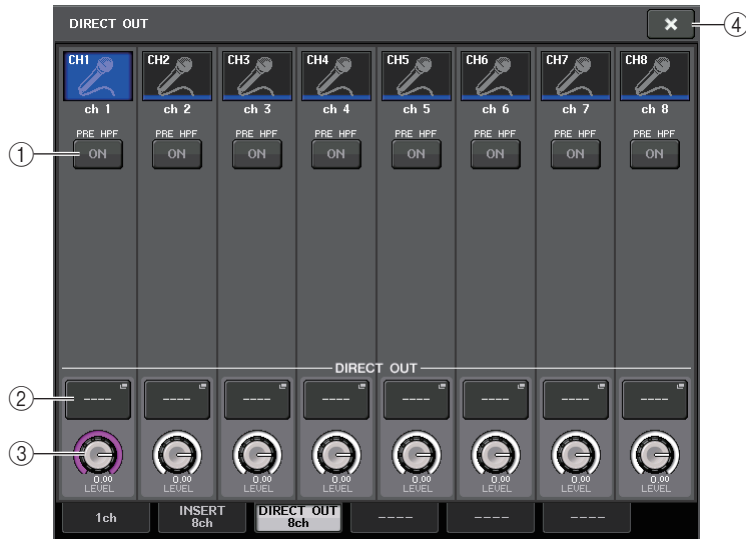 DIRECT OUT
④
CH1 CH2 CH3 CH4 CH5 CH6 CH7 CH8
ch 1 ch 2 ch 3 ch 4 ch 5 ch 6 ch 7 ch 8
PRE HPF PRE HPF PRE HPF PRE HPF PRE HPF PRE HPF PRE HPF PRE HPF
① ON ON ON ON ON ON ON ON
DIRECT OUT
② ---- ---- ---- ---- ---- ---- ---- ----
③
0.00 0.00 0.00 0.00 0.00 0.00 0.00 0.00
LEVEL LEVEL LEVEL LEVEL LEVEL LEVEL LEVEL LEVEL
1ch INSERT 8ch DIRECT OUT 8ch ---- ---- ----